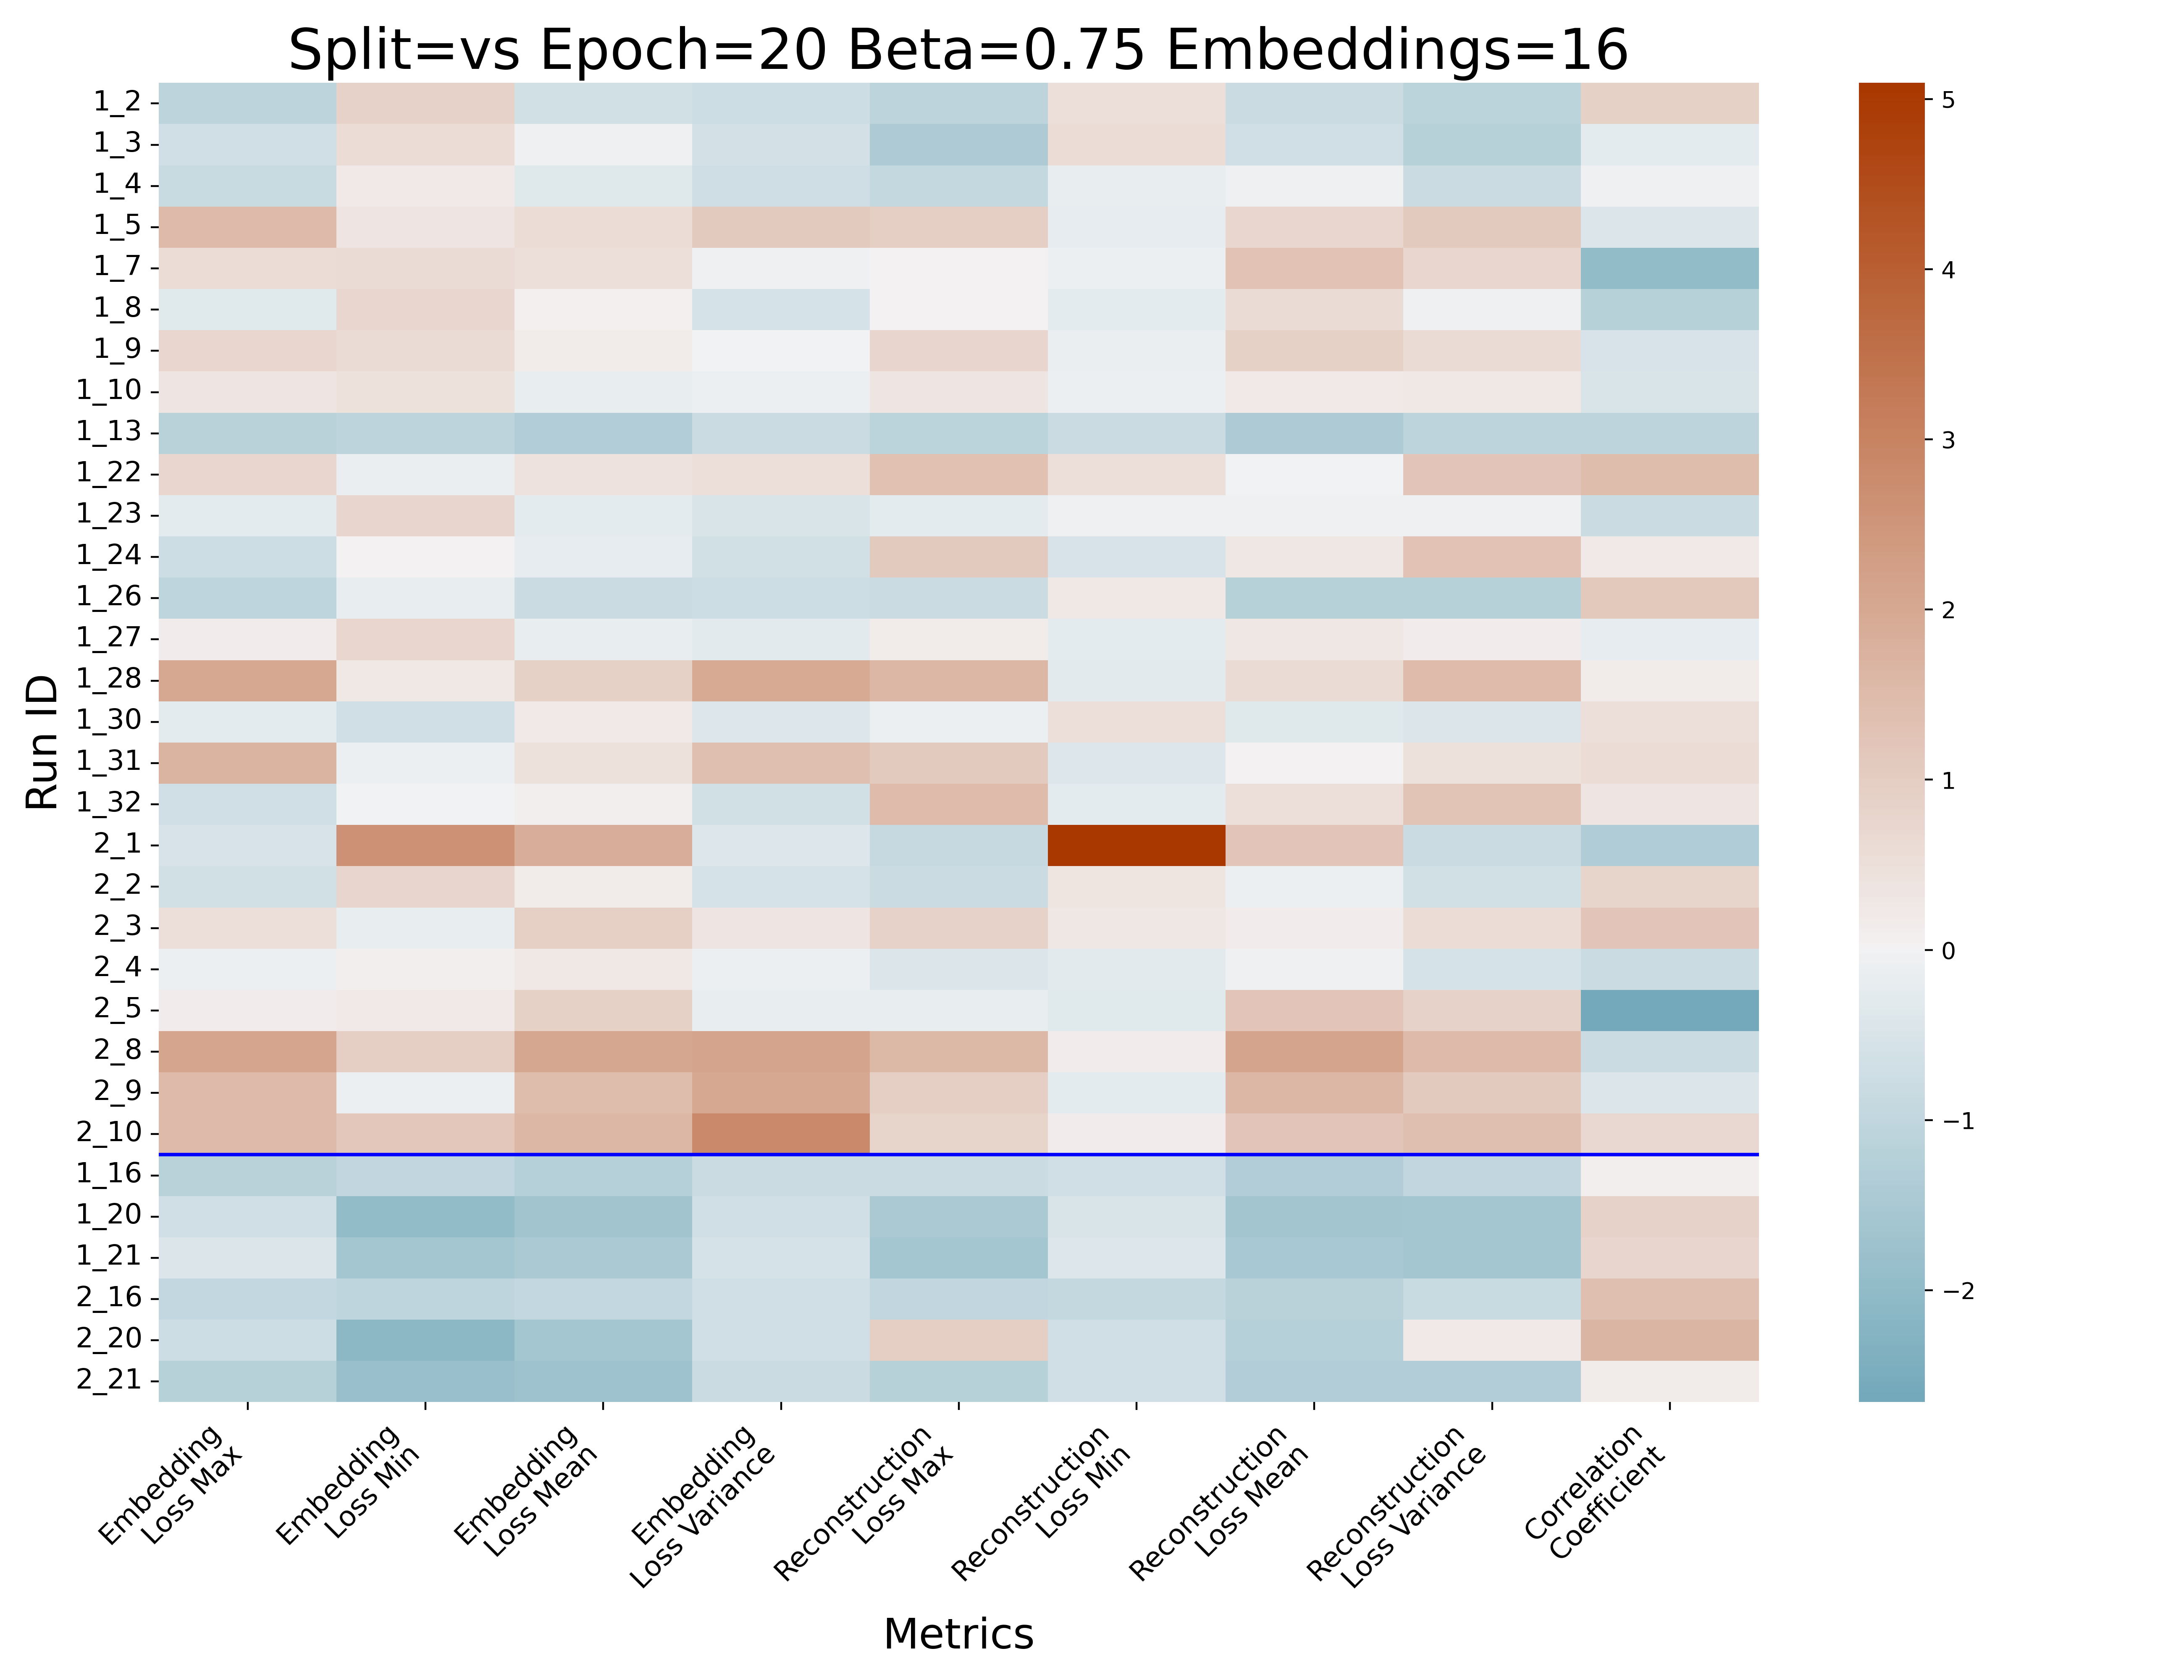 Split=vs Epoch=20 Beta=0.75 Embeddings=16
Run ID
1_2
1_3
1_4
1_5
1_7
1_8
1_9
1_10
1_13
1_22
1_23
1_24
1_26
1_27
1_28
1_30
1_31
1_32
2_1
2_2
2_3
2_4
2_5
2_8
2_9
2_10
1_16
1_20
1_21
2_16
2_20
2_21
Embedding
Loss Max
Embedding
Loss Min
Embedding
Loss Mean
Embedding
Loss Variance
Reconstruction
Loss Max
Reconstruction
Loss Min
Reconstruction
Loss Mean
Reconstruction
Loss Variance
Correlation
Coefficient
Metrics
5
4
3
2
1
0
−1
−2